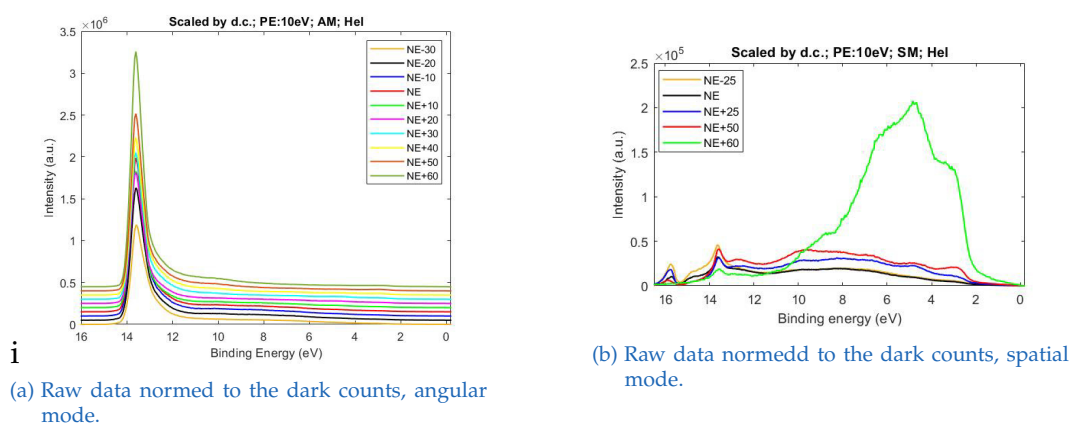 Scaled by d.c.; PE:10eV; AM; HeI
×10^6
3.5
3
2.5
2
1.5
1
0.5
0
Intensity (a.u.)
NE-30
NE-20
NE-10
NE
NE+10
NE+20
NE+30
NE+40
NE+50
NE+60
16 14 12 10 8 6 4 2 0
Binding Energy (eV)
i
(a) Raw data normed to the dark counts, angular
mode.
Scaled by d.c.; PE:10eV; SM; HeI
×10^5
2.5
2
1.5
1
0.5
0
Intensity (a.u.)
NE-25
NE
NE+25
NE+50
NE+60
16 14 12 10 8 6 4 2 0
Binding energy (eV)
(b) Raw data normedd to the dark counts, spatial
mode.